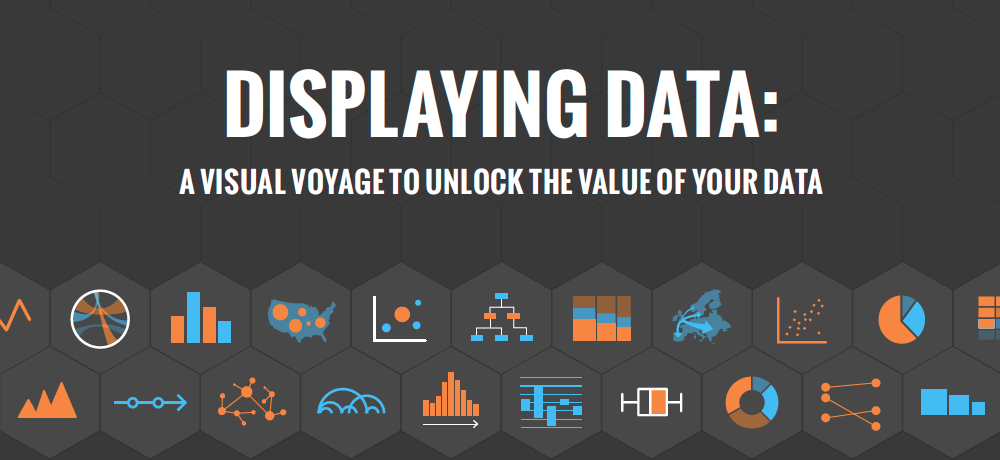 DISPLAYING DATA:
A VISUAL VOYAGE TO UNLOCK THE VALUE OF YOUR DATA